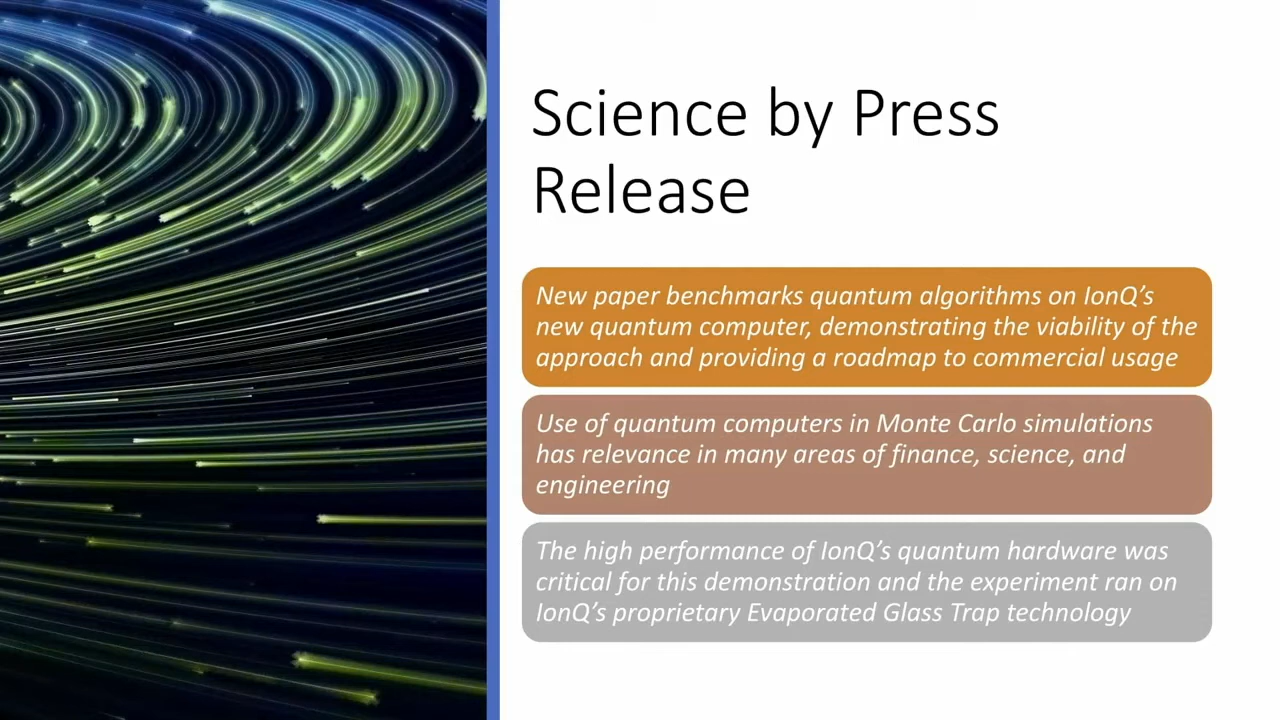 Science by Press
Release
New paper benchmarks quantum algorithms on IonQ’s
new quantum computer, demonstrating the viability of the
approach and providing a roadmap to commercial usage
Use of quantum computers in Monte Carlo simulations
has relevance in many areas of finance, science, and
engineering
The high performance of IonQ’s quantum hardware was
critical for this demonstration and the experiment ran on
IonQ’s proprietary Evaporated Glass Trap technology